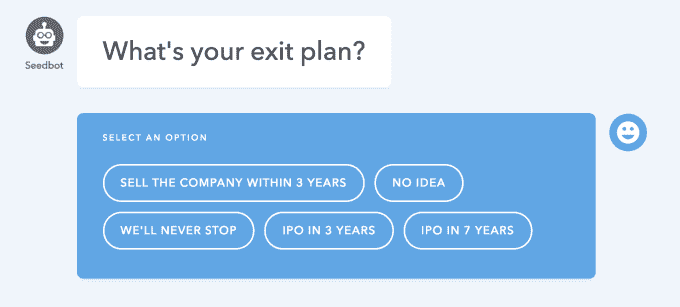 What's your exit plan?
Seedbot
SELECT AN OPTION
SELL THE COMPANY WITHIN 3 YEARS
NO IDEA
WE'LL NEVER STOP
IPO IN 3 YEARS
IPO IN 7 YEARS